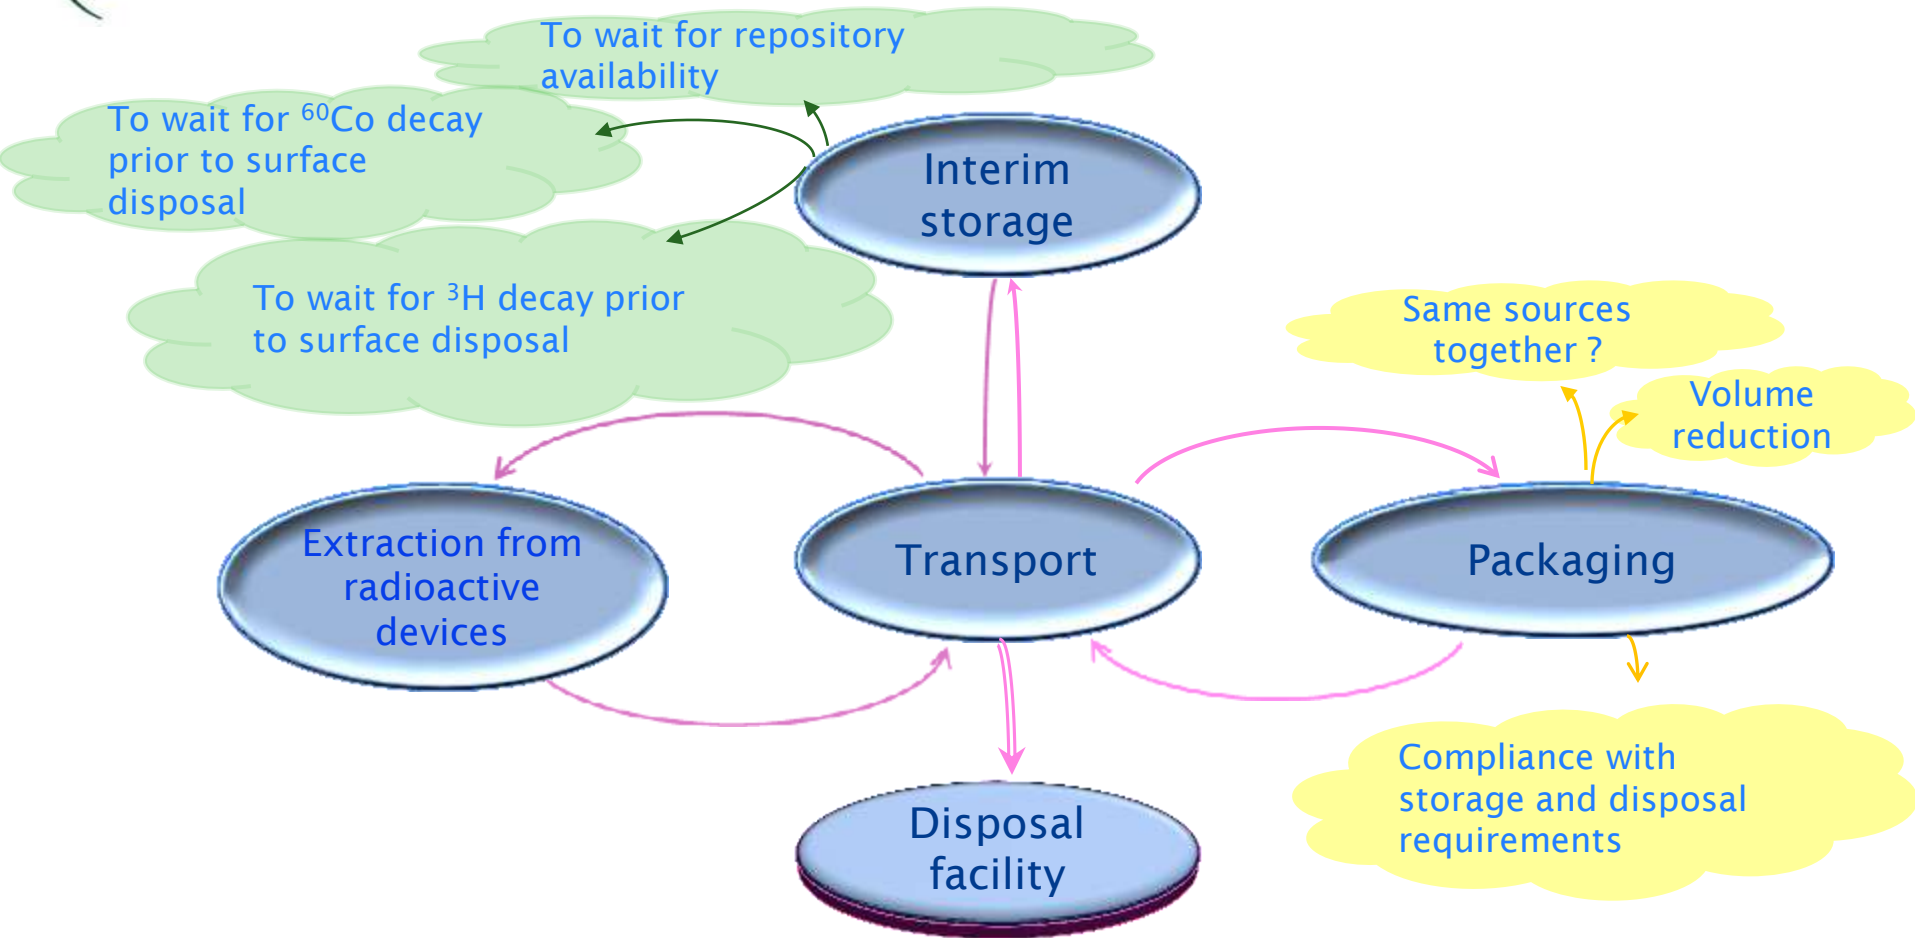 To wait for repository
availability
To wait for ⁶⁰Co decay
prior to surface
disposal
To wait for ³H decay prior
to surface disposal
Interim
storage
Same sources
together ?
Volume
reduction
Extraction from
radioactive
devices
Transport
Packaging
Disposal
facility
Compliance with
storage and disposal
requirements